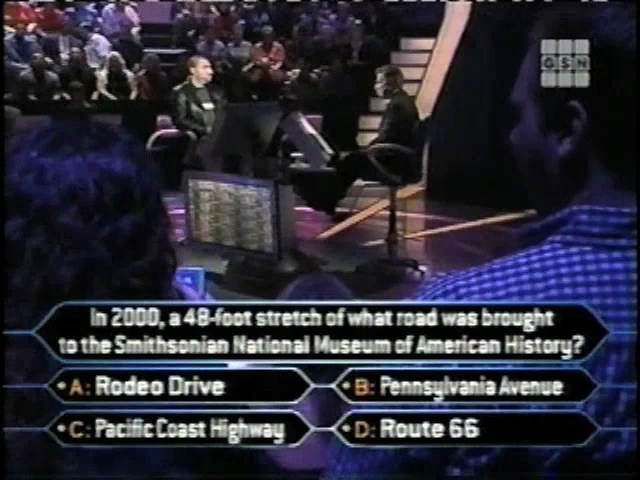 GSN
In 2000, a 48-foot stretch of what road was brought
to the Smithsonian National Museum of American History?
• A: Rodeo Drive
• B: Pennsylvania Avenue
• C: Pacific Coast Highway
• D: Route 66